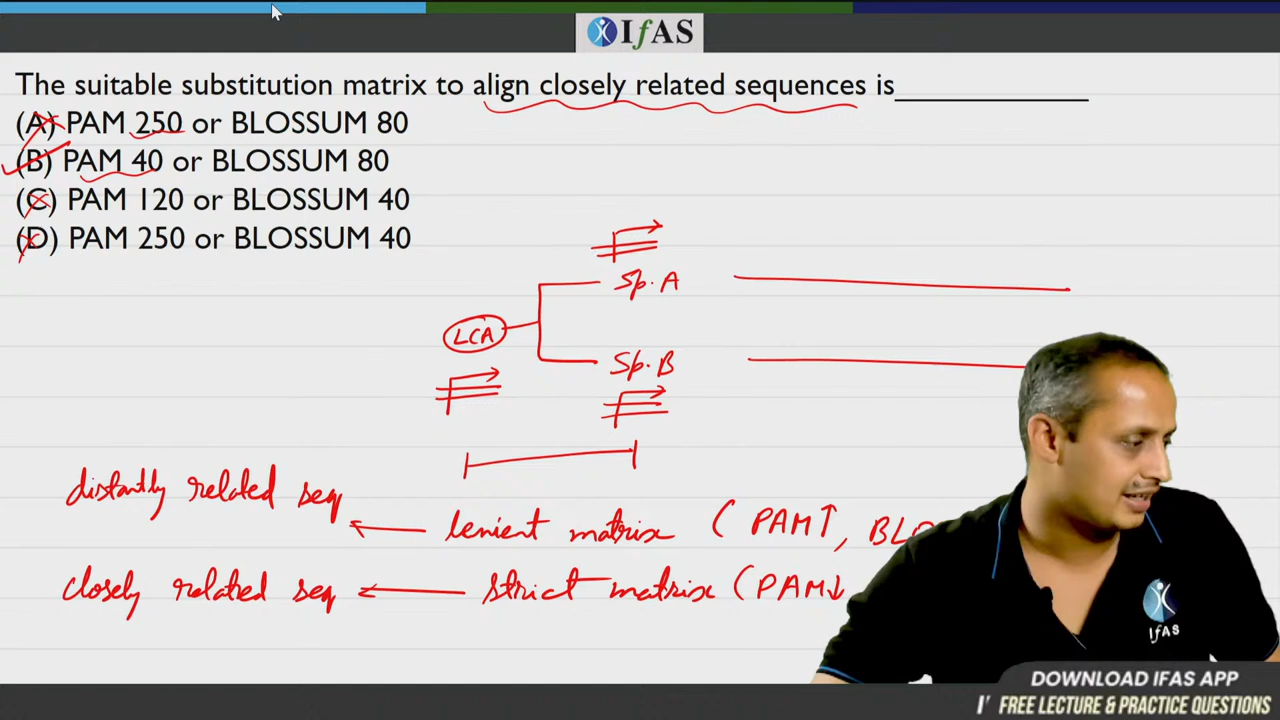 IfAS
The suitable substitution matrix to align closely related sequences is__________
(A) PAM 250 or BLOSSUM 80
(B) PAM 40 or BLOSSUM 80
(C) PAM 120 or BLOSSUM 40
(D) PAM 250 or BLOSSUM 40
Sp. A
LCA
Sp. B
distantly related seq
lenient matrix ( PAM↑, BLO
closely related seq
strict matrix (PAM↓
IfAS
DOWNLOAD IFAS APP
FREE LECTURE & PRACTICE QUESTIONS